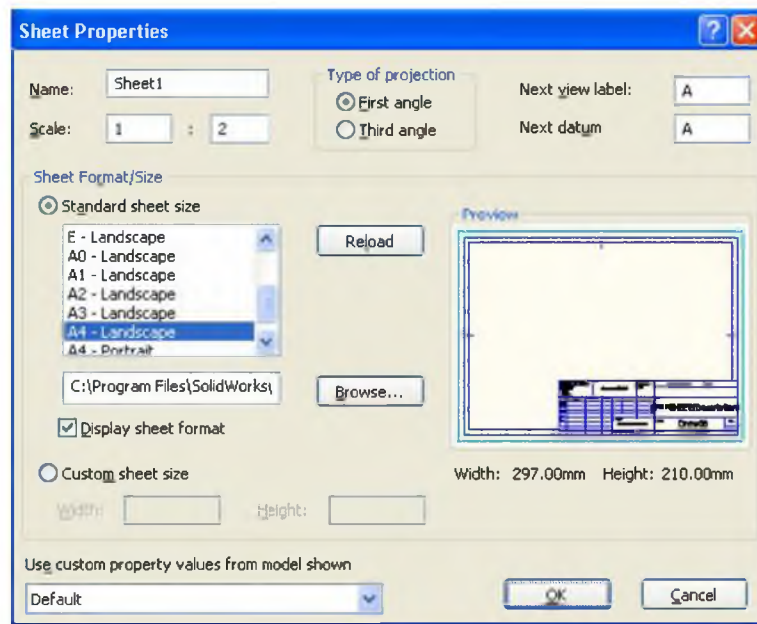 Sheet Properties
Name: Sheet1
Scale: 1 : 2
Type of projection
First angle
Third angle
Next view label: A
Next datum A
Sheet Format/Size
Standard sheet size
E - Landscape
A0 - Landscape
A1 - Landscape
A2 - Landscape
A3 - Landscape
A4 - Landscape
A4 - Portrait
Reload
C:\Program Files\SolidWorks\
Browse...
Display sheet format
Custom sheet size
Width: Height:
Preview
Width: 297.00mm Height: 210.00mm
Use custom property values from model shown
Default
OK Cancel